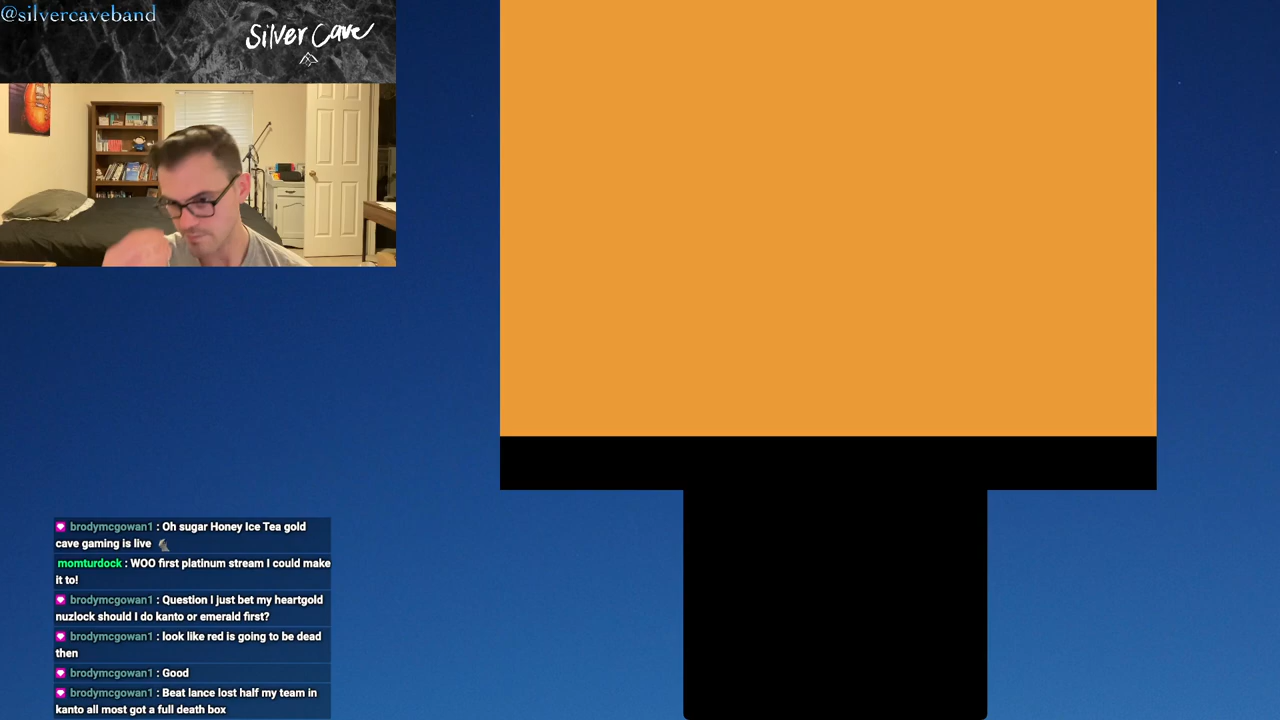 @silvercaveband
Silver Cave
brodymcgowan1 : Oh sugar Honey Ice Tea gold
cave gaming is live
momturdock : WOO first platinum stream I could make
it to!
brodymcgowan1 : Question I just bet my heartgold
nuzlock should I do kanto or emerald first?
brodymcgowan1 : look like red is going to be dead
then
brodymcgowan1 : Good
brodymcgowan1 : Beat lance lost half my team in
kanto all most got a full death box